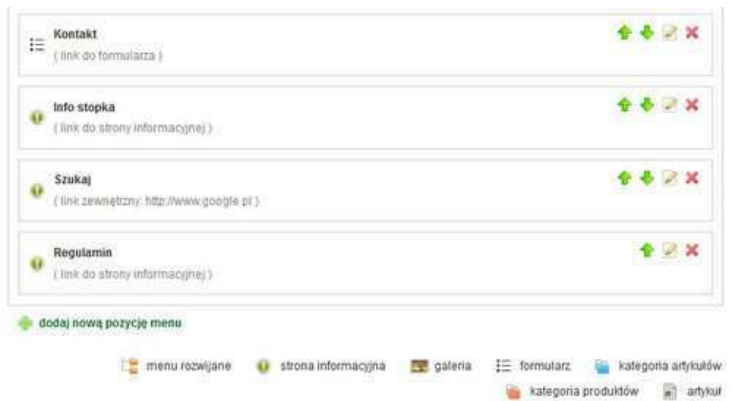 Kontakt
( link do formularza )
Info stopka
( link do strony informacyjnej )
Szukaj
( link zewnętrzny: http://www.google.pl )
Regulamin
( link do strony informacyjnej )
dodaj nową pozycję menu
menu rozwijane strona informacyjna galeria formularz kategoria artykułów
kategoria produktów artykuł